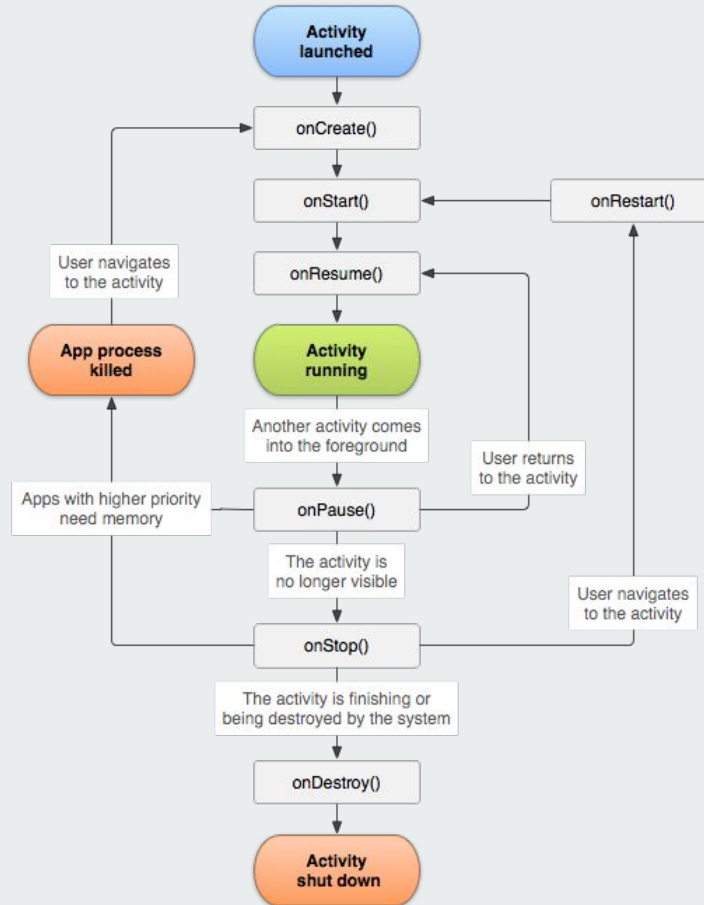 Activity
launched
onCreate()
onStart()
onRestart()
User navigates
to the activity
onResume()
App process
killed
Activity
running
Another activity comes
into the foreground
User returns
to the activity
Apps with higher priority
need memory
onPause()
The activity is
no longer visible
User navigates
to the activity
onStop()
The activity is finishing or
being destroyed by the system
onDestroy()
Activity
shut down